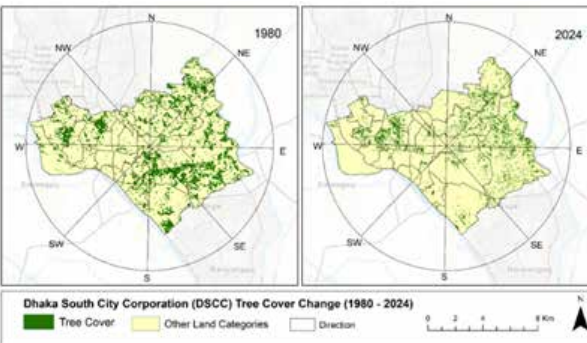 N
1980
NW
NE
W
E
SW
SE
S
N
2024
NW
NE
W
E
SW
SE
S
Dhaka South City Corporation (DSCC) Tree Cover Change (1980 - 2024)
Tree Cover
Other Land Categories
Direction
0 2 4 8 Km
N